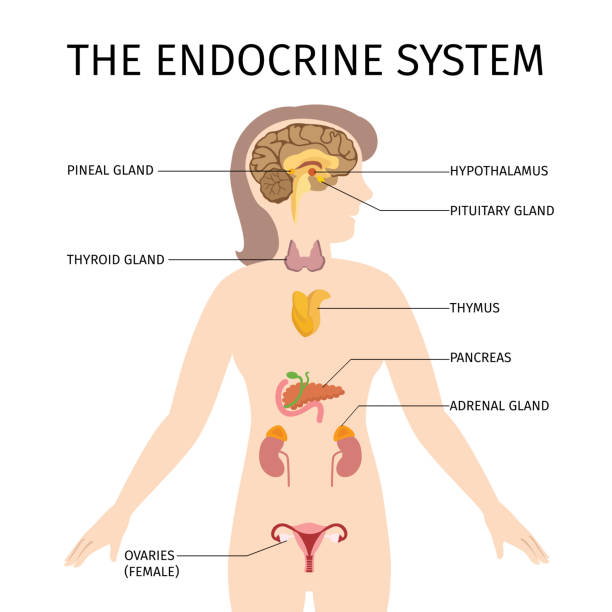 THE ENDOCRINE SYSTEM
PINEAL GLAND
HYPOTHALAMUS
PITUITARY GLAND
THYROID GLAND
THYMUS
PANCREAS
ADRENAL GLAND
OVARIES
(FEMALE)